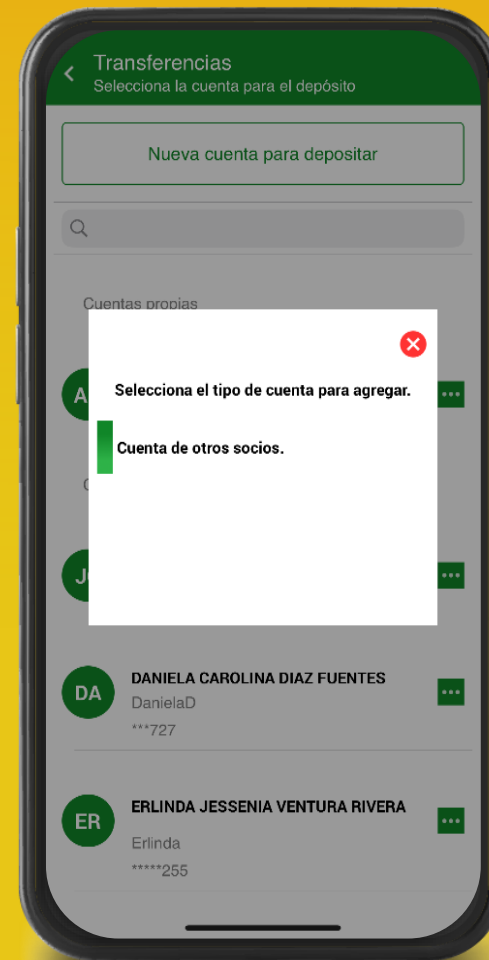 Transferencias
Selecciona la cuenta para el depósito
Nueva cuenta para depositar
Cuentas propias
A
Selecciona el tipo de cuenta para agregar.
Cuenta de otros socios.
C
J
DA
DANIELA CAROLINA DIAZ FUENTES
DanielaD
***727
ER
ERLINDA JESSENIA VENTURA RIVERA
Erlinda
*****255